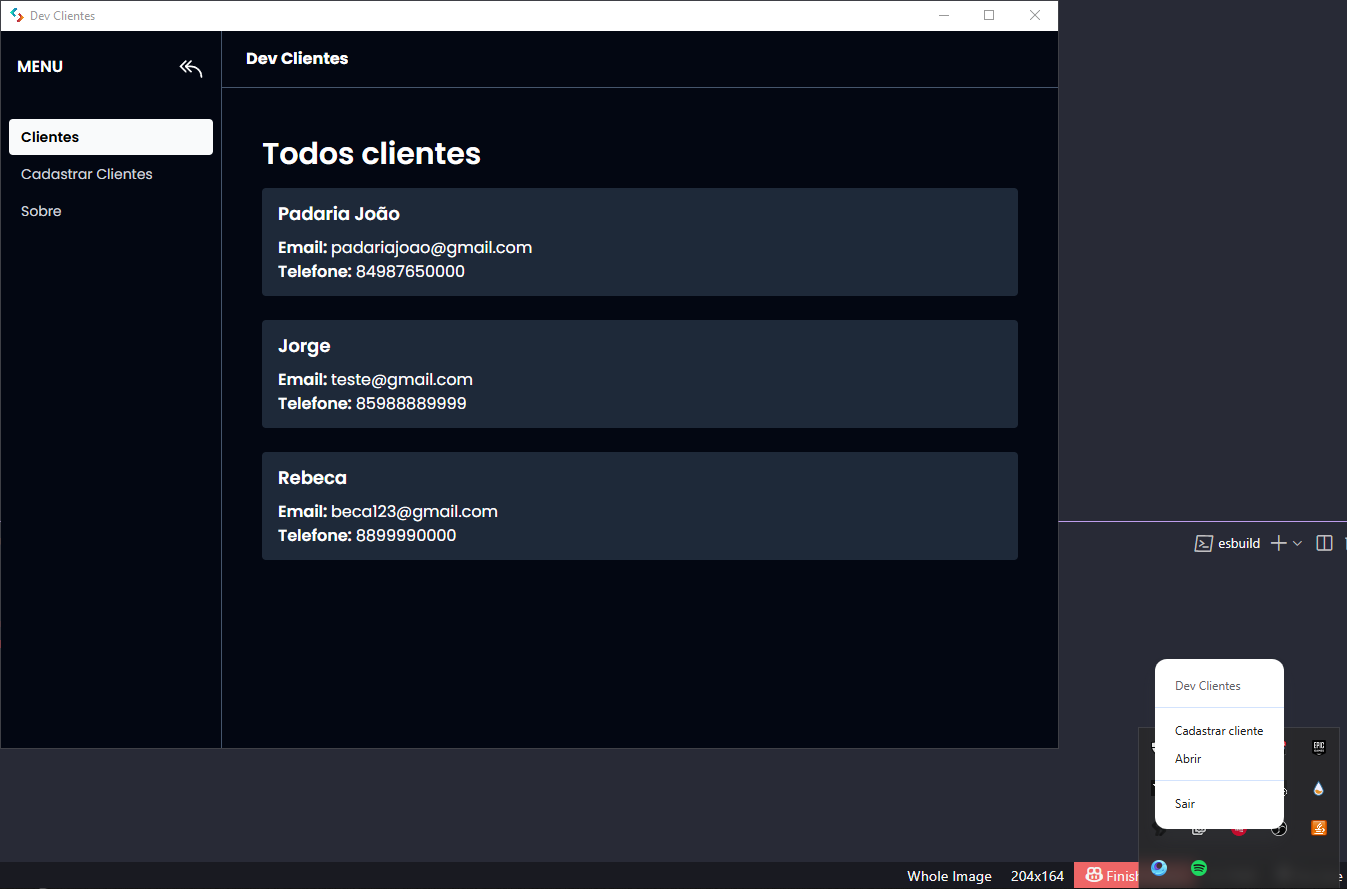 Dev Clientes
MENU
Dev Clientes
Clientes
Cadastrar Clientes
Sobre
Todos clientes
Padaria João
Email: padariajoao@gmail.com
Telefone: 84987650000
Jorge
Email: teste@gmail.com
Telefone: 85988889999
Rebeca
Email: beca123@gmail.com
Telefone: 8899990000
esbuild
Dev Clientes
Cadastrar cliente
Abrir
Sair
EPIC
Whole Image 204x164 Finish